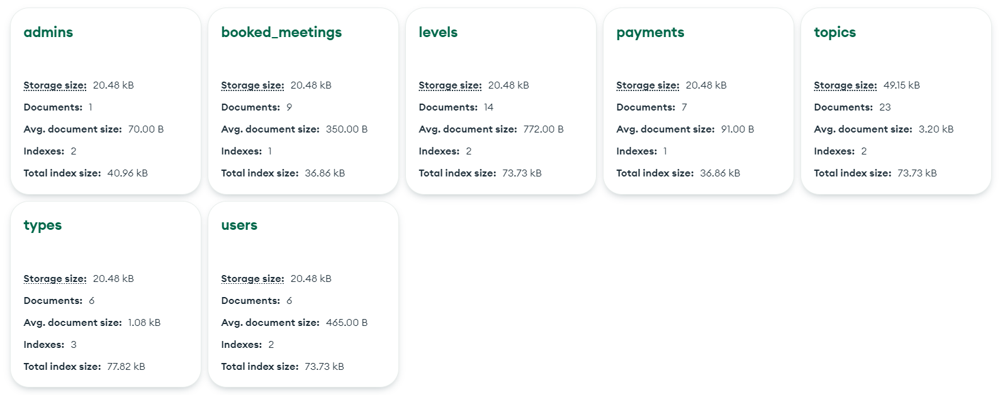 admins
Storage size: 20.48 kB
Documents: 1
Avg. document size: 70.00 B
Indexes: 2
Total index size: 40.96 kB
booked_meetings
Storage size: 20.48 kB
Documents: 9
Avg. document size: 350.00 B
Indexes: 1
Total index size: 36.86 kB
levels
Storage size: 20.48 kB
Documents: 14
Avg. document size: 772.00 B
Indexes: 2
Total index size: 73.73 kB
payments
Storage size: 20.48 kB
Documents: 7
Avg. document size: 91.00 B
Indexes: 1
Total index size: 36.86 kB
topics
Storage size: 49.15 kB
Documents: 23
Avg. document size: 3.20 kB
Indexes: 2
Total index size: 73.73 kB
types
Storage size: 20.48 kB
Documents: 6
Avg. document size: 1.08 kB
Indexes: 3
Total index size: 77.82 kB
users
Storage size: 20.48 kB
Documents: 6
Avg. document size: 465.00 B
Indexes: 2
Total index size: 73.73 kB